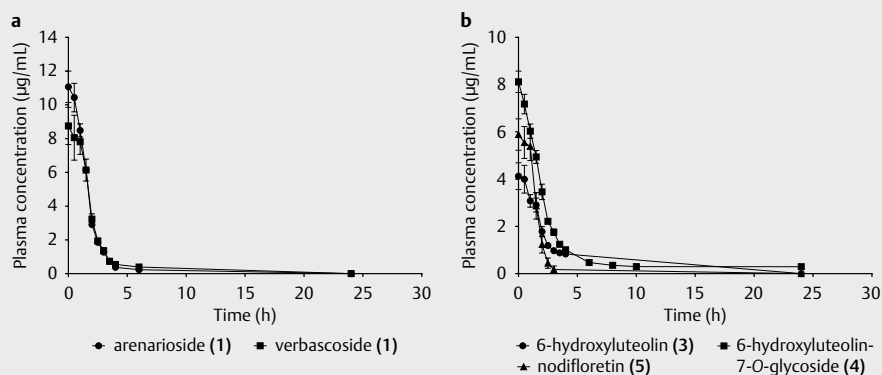 a
Plasma concentration (µg/mL)
14
12
10
8
6
4
2
0
0 5 10 15 20 25 30
Time (h)
arenarioside (1) verbascoside (1)
b
Plasma concentration (µg/mL)
10
8
6
4
2
0
0 5 10 15 20 25 30
Time (h)
6-hydroxyluteolin (3) 6-hydroxyluteolin-
nodifloretin (5) 7-O-glycoside (4)